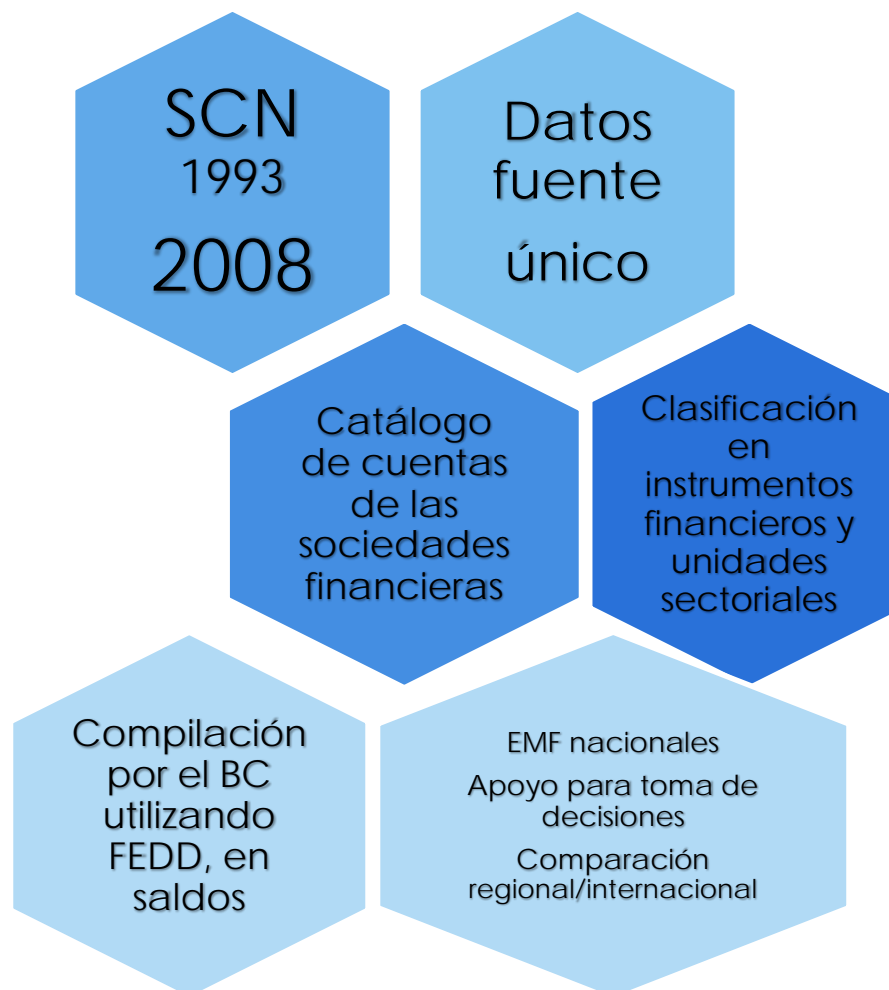 SCN
1993
2008
Datos
fuente
único
Catálogo
de cuentas
de las
sociedades
financieras
Clasificación
en
instrumentos
financieros y
unidades
sectoriales
Compilación
por el BC
utilizando
FEDD, en
saldos
EMF nacionales
Apoyo para toma de
decisiones
Comparación
regional/internacional